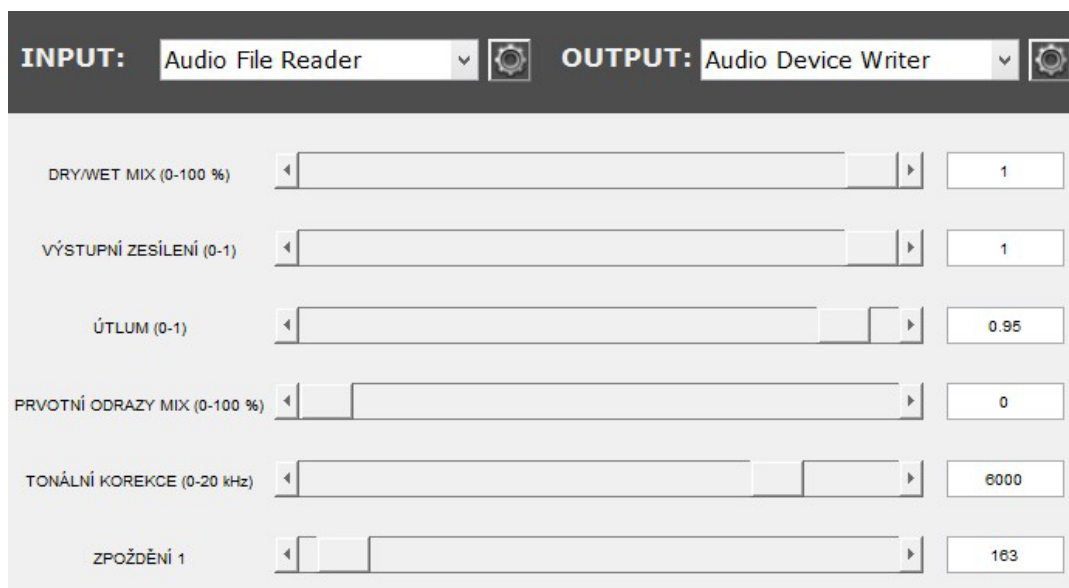 INPUT: Audio File Reader OUTPUT: Audio Device Writer
DRY/WET MIX (0-100 %) 1
VÝSTUPNÍ ZESÍLENÍ (0-1) 1
ÚTLUM (0-1) 0.95
PRVOTNÍ ODRAZY MIX (0-100 %) 0
TONÁLNÍ KOREKCE (0-20 kHz) 6000
ZPOŽDĚNÍ 1 163